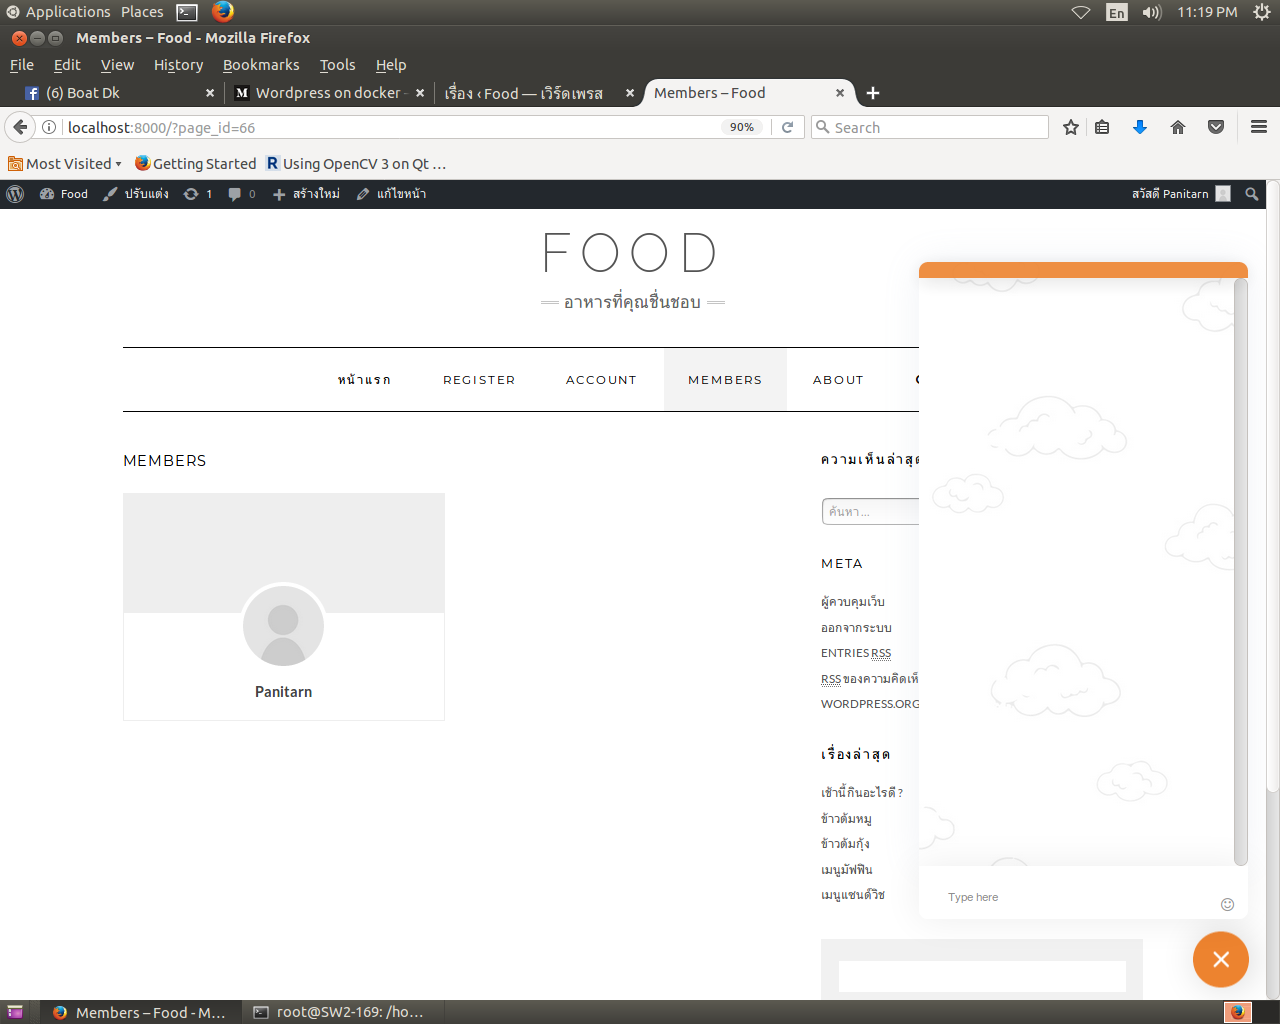 Applications Places En 11:19 PM
Members – Food - Mozilla Firefox
File Edit View History Bookmarks Tools Help
(6) Boat Dk
Wordpress on docker
เรื่อง ‹ Food — เวิร์ดเพรส
Members – Food
localhost:8000/?page_id=66 90% Search
Most Visited Getting Started Using OpenCV 3 on Qt ...
Food ปรับแต่ง 1 0 สร้างใหม่ แก้ไขหน้า สวัสดี Panitarn
FOOD
อาหารที่คุณชื่นชอบ
หน้าแรก REGISTER ACCOUNT MEMBERS ABOUT
MEMBERS
Panitarn
ความเห็นล่าสุด
ค้นหา ...
META
ผู้ควบคุมเว็บ
ออกจากระบบ
ENTRIES RSS
RSS ของความคิดเห็
WORDPRESS.ORG
เรื่องล่าสุด
เช้านี้กินอะไรดี ?
ข้าวต้มหมู
ข้าวต้มกุ้ง
เมนูมัฟฟิน
เมนูแซนด์วิช
Type here
Members – Food - M...
root@SW2-169: /ho...